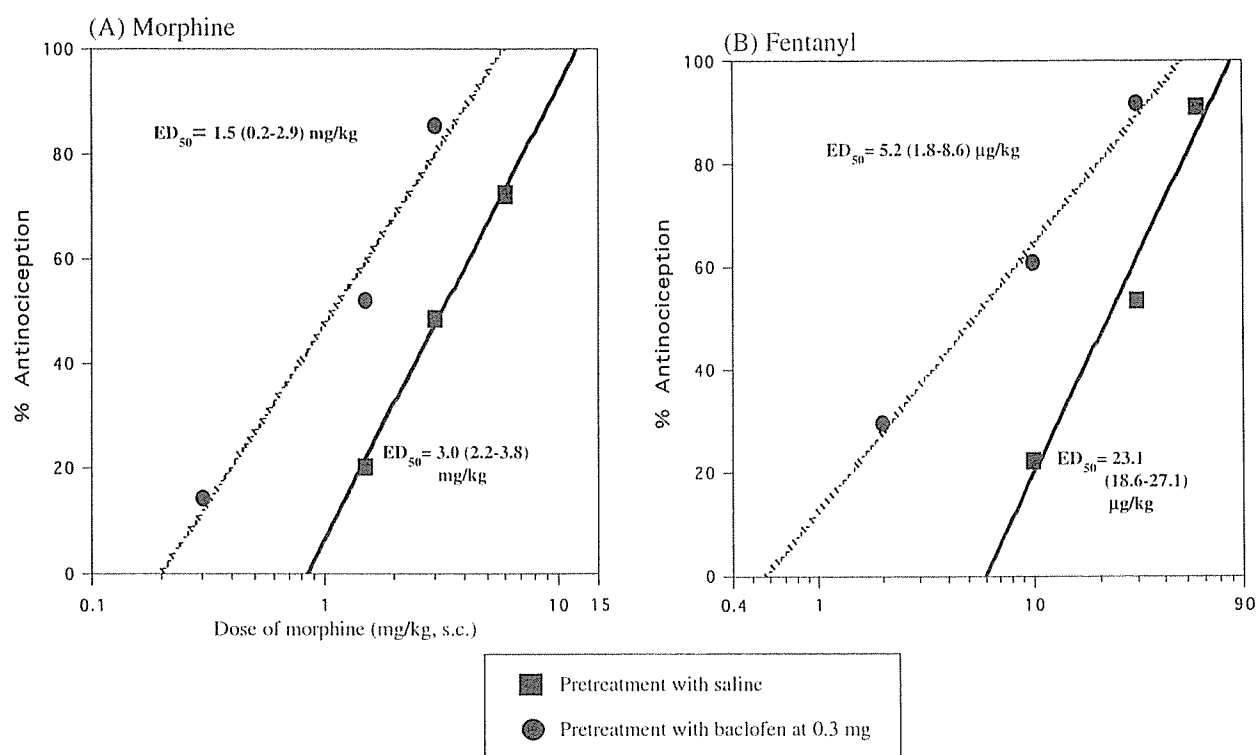 (A) Morphine
100
80
60
40
20
0
% Antinociception
ED50= 1.5 (0.2-2.9) mg/kg
ED50= 3.0 (2.2-3.8)
mg/kg
0.1
1
10
15
Dose of morphine (mg/kg, s.c.)
(B) Fentanyl
100
80
60
40
20
0
% Antinociception
ED50= 5.2 (1.8-8.6) µg/kg
ED50= 23.1
(18.6-27.1)
µg/kg
0.4
1
10
90
Pretreatment with saline
Pretreatment with baclofen at 0.3 mg